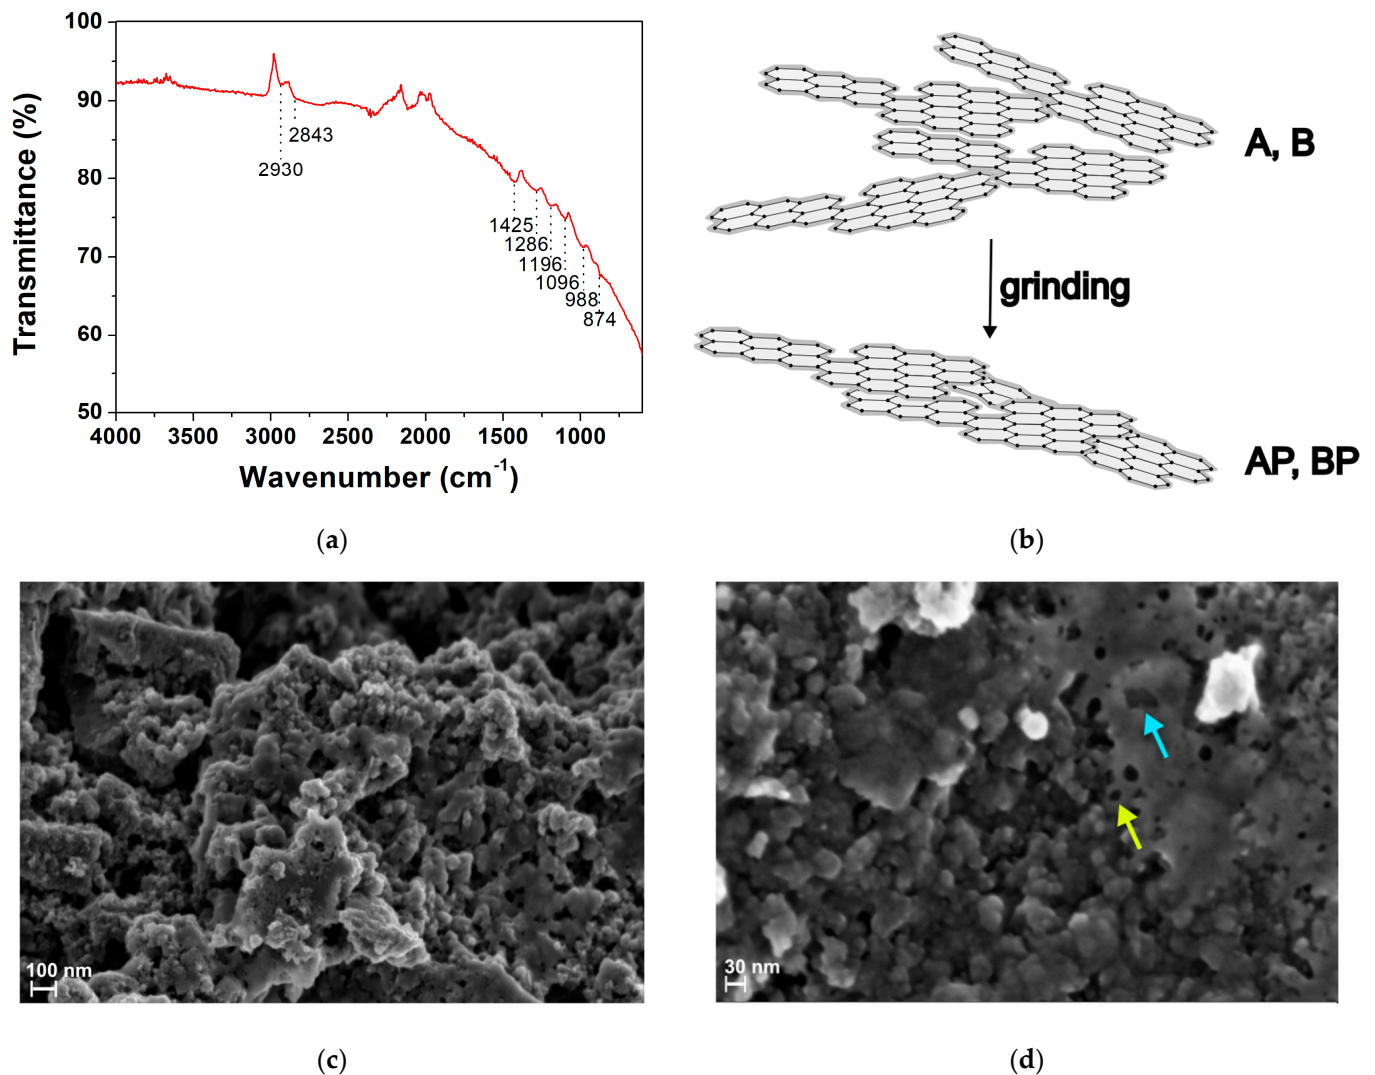 100
90
80
70
60
50
Transmittance (%)
2843
2930
1425
1286
1196
1096
988
874
4000 3500 3000 2500 2000 1500 1000
Wavenumber (cm-1)
(a)
A, B
grinding
AP, BP
(b)
100 nm
(c)
30 nm
(d)